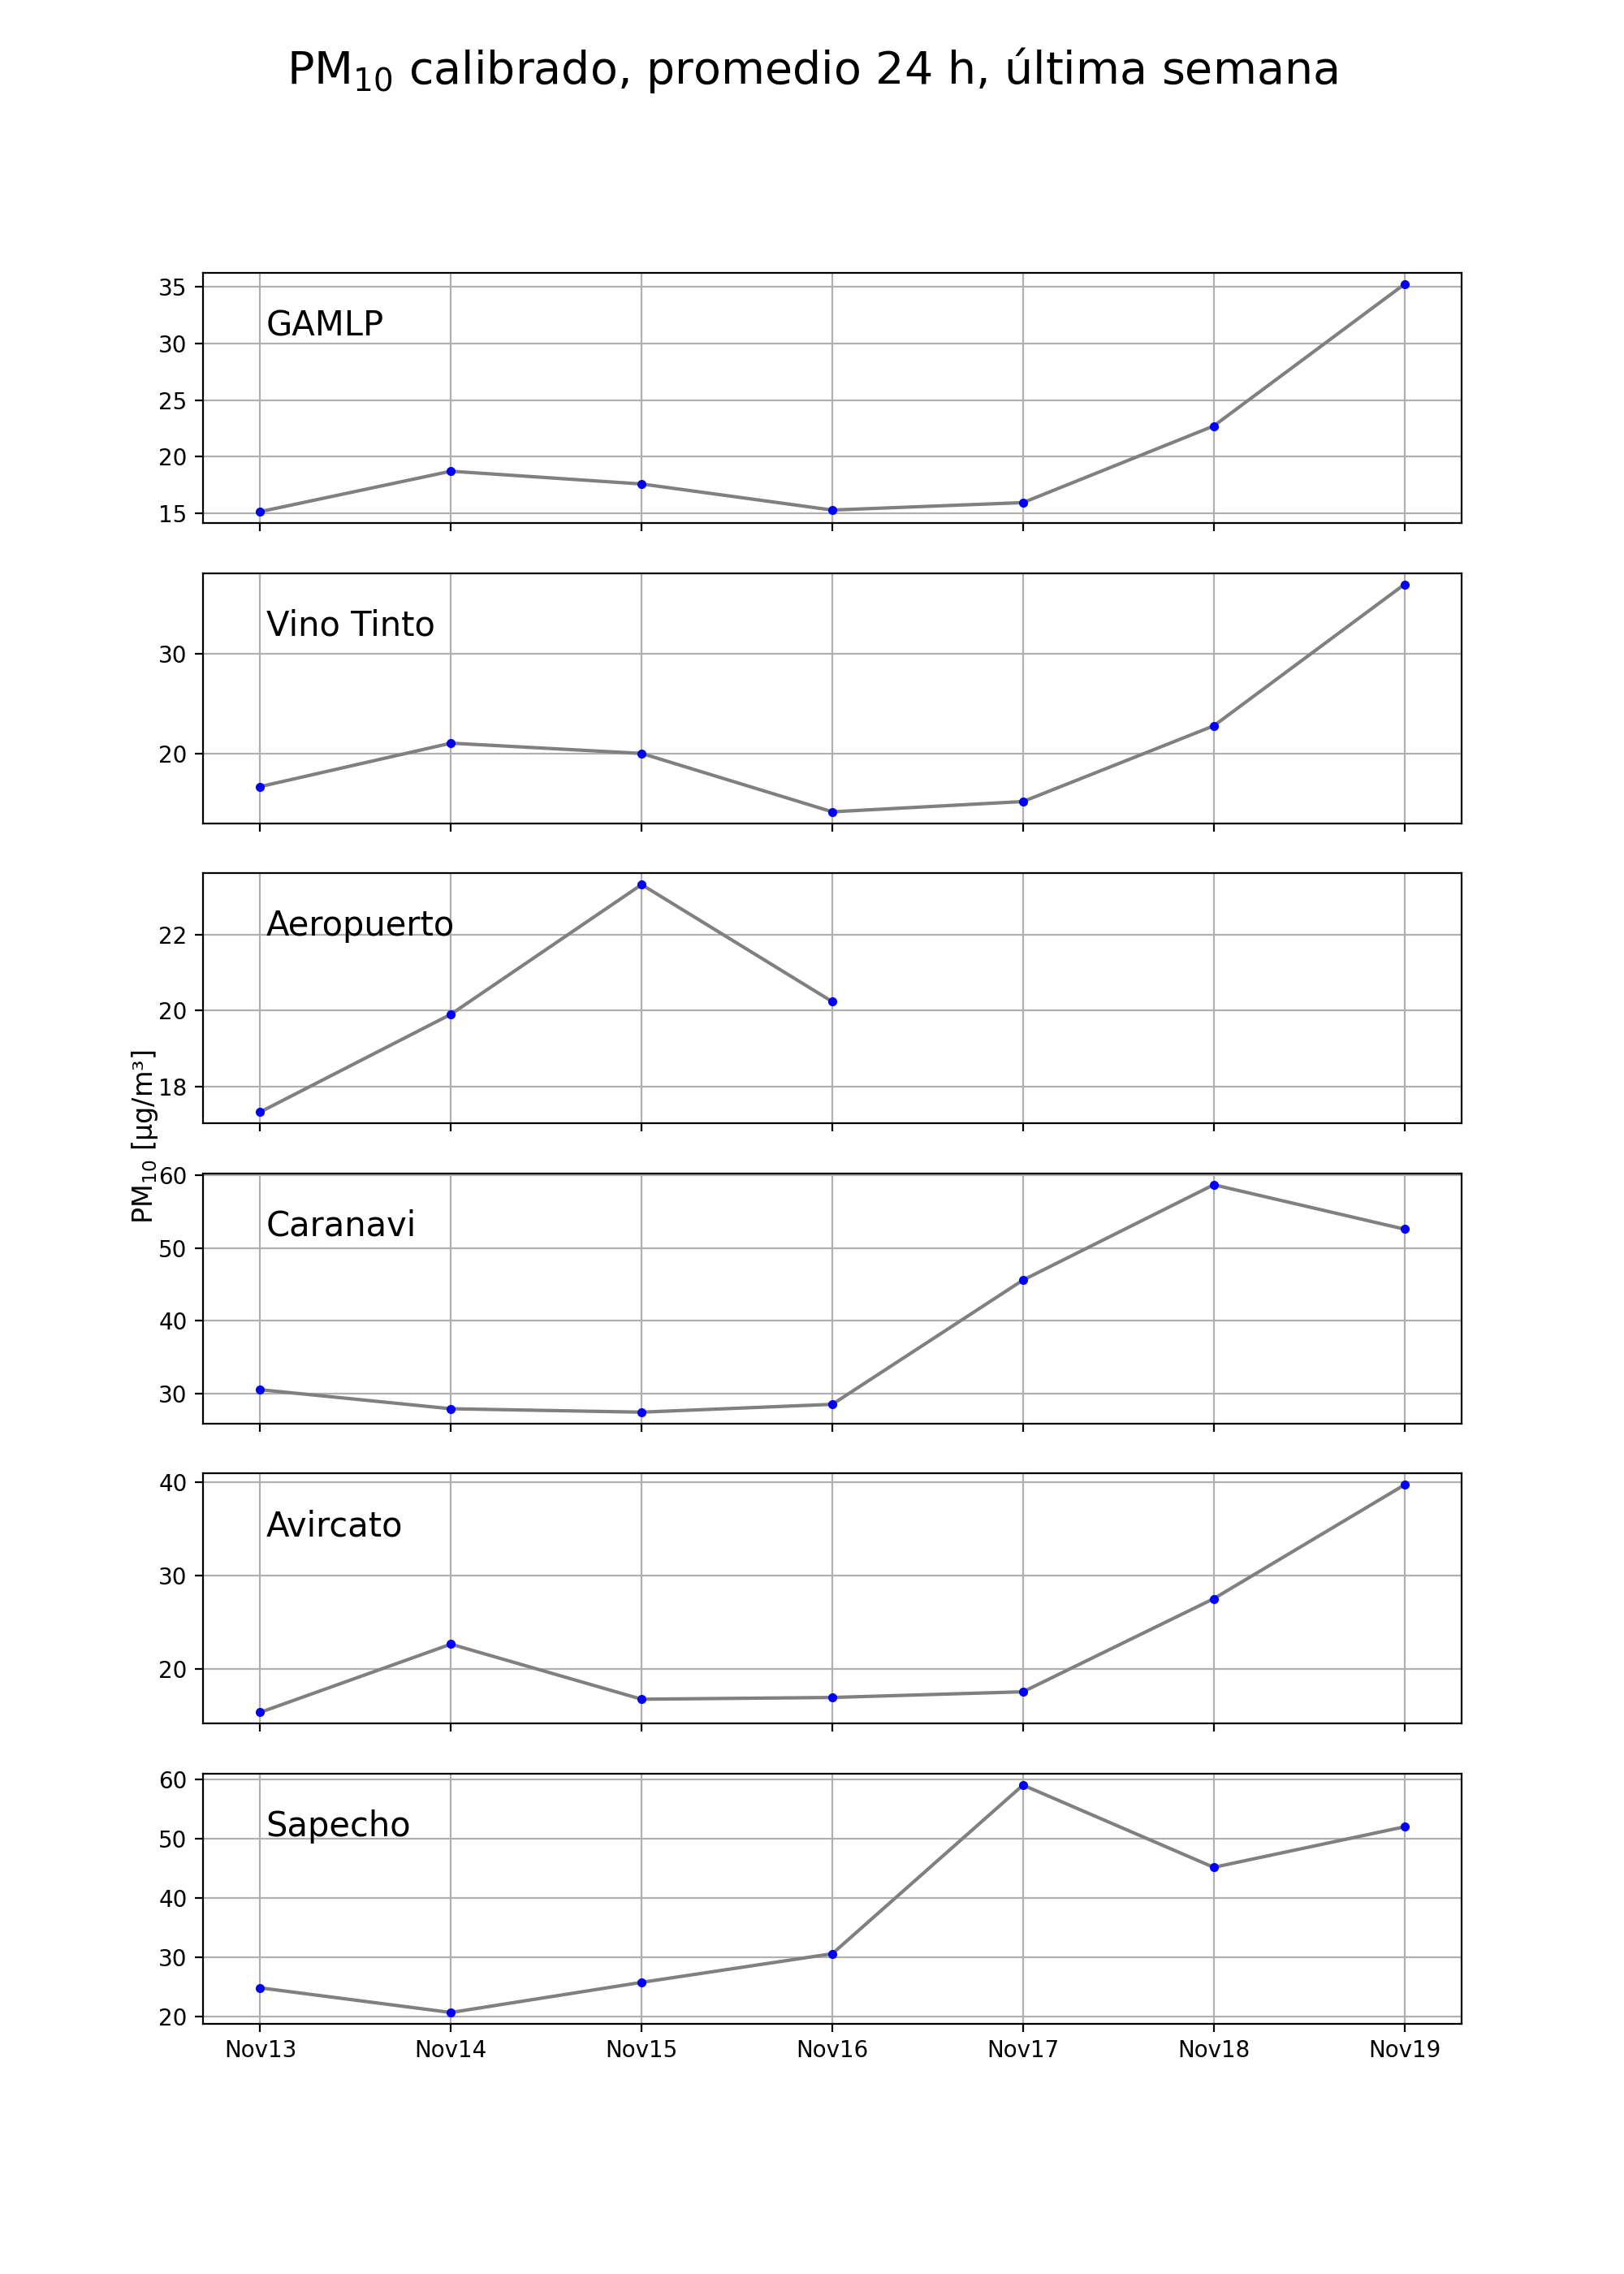 PM₁₀ calibrado, promedio 24 h, última semana
35
GAMLP
30
25
20
15
Vino Tinto
30
20
Aeropuerto
22
20
18
PM₁₀ [µg/m³]
60
Caranavi
50
40
30
40
Avircato
30
20
60
Sapecho
50
40
30
20
Nov13 Nov14 Nov15 Nov16 Nov17 Nov18 Nov19